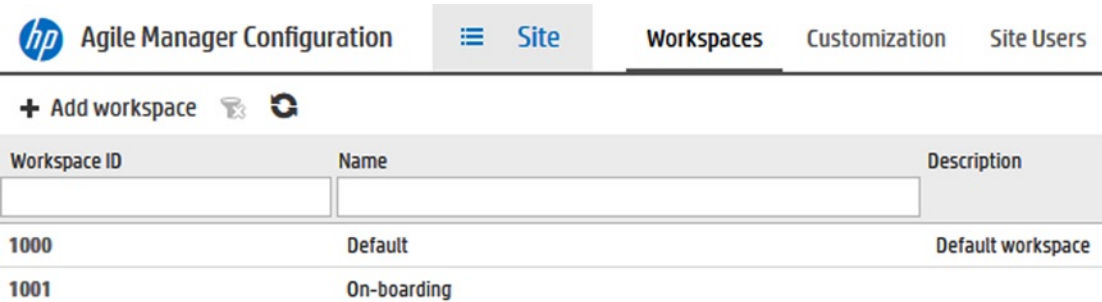 hp Agile Manager Configuration Site Workspaces Customization Site Users
+ Add workspace
Workspace ID Name Description
1000 Default Default workspace
1001 On-boarding